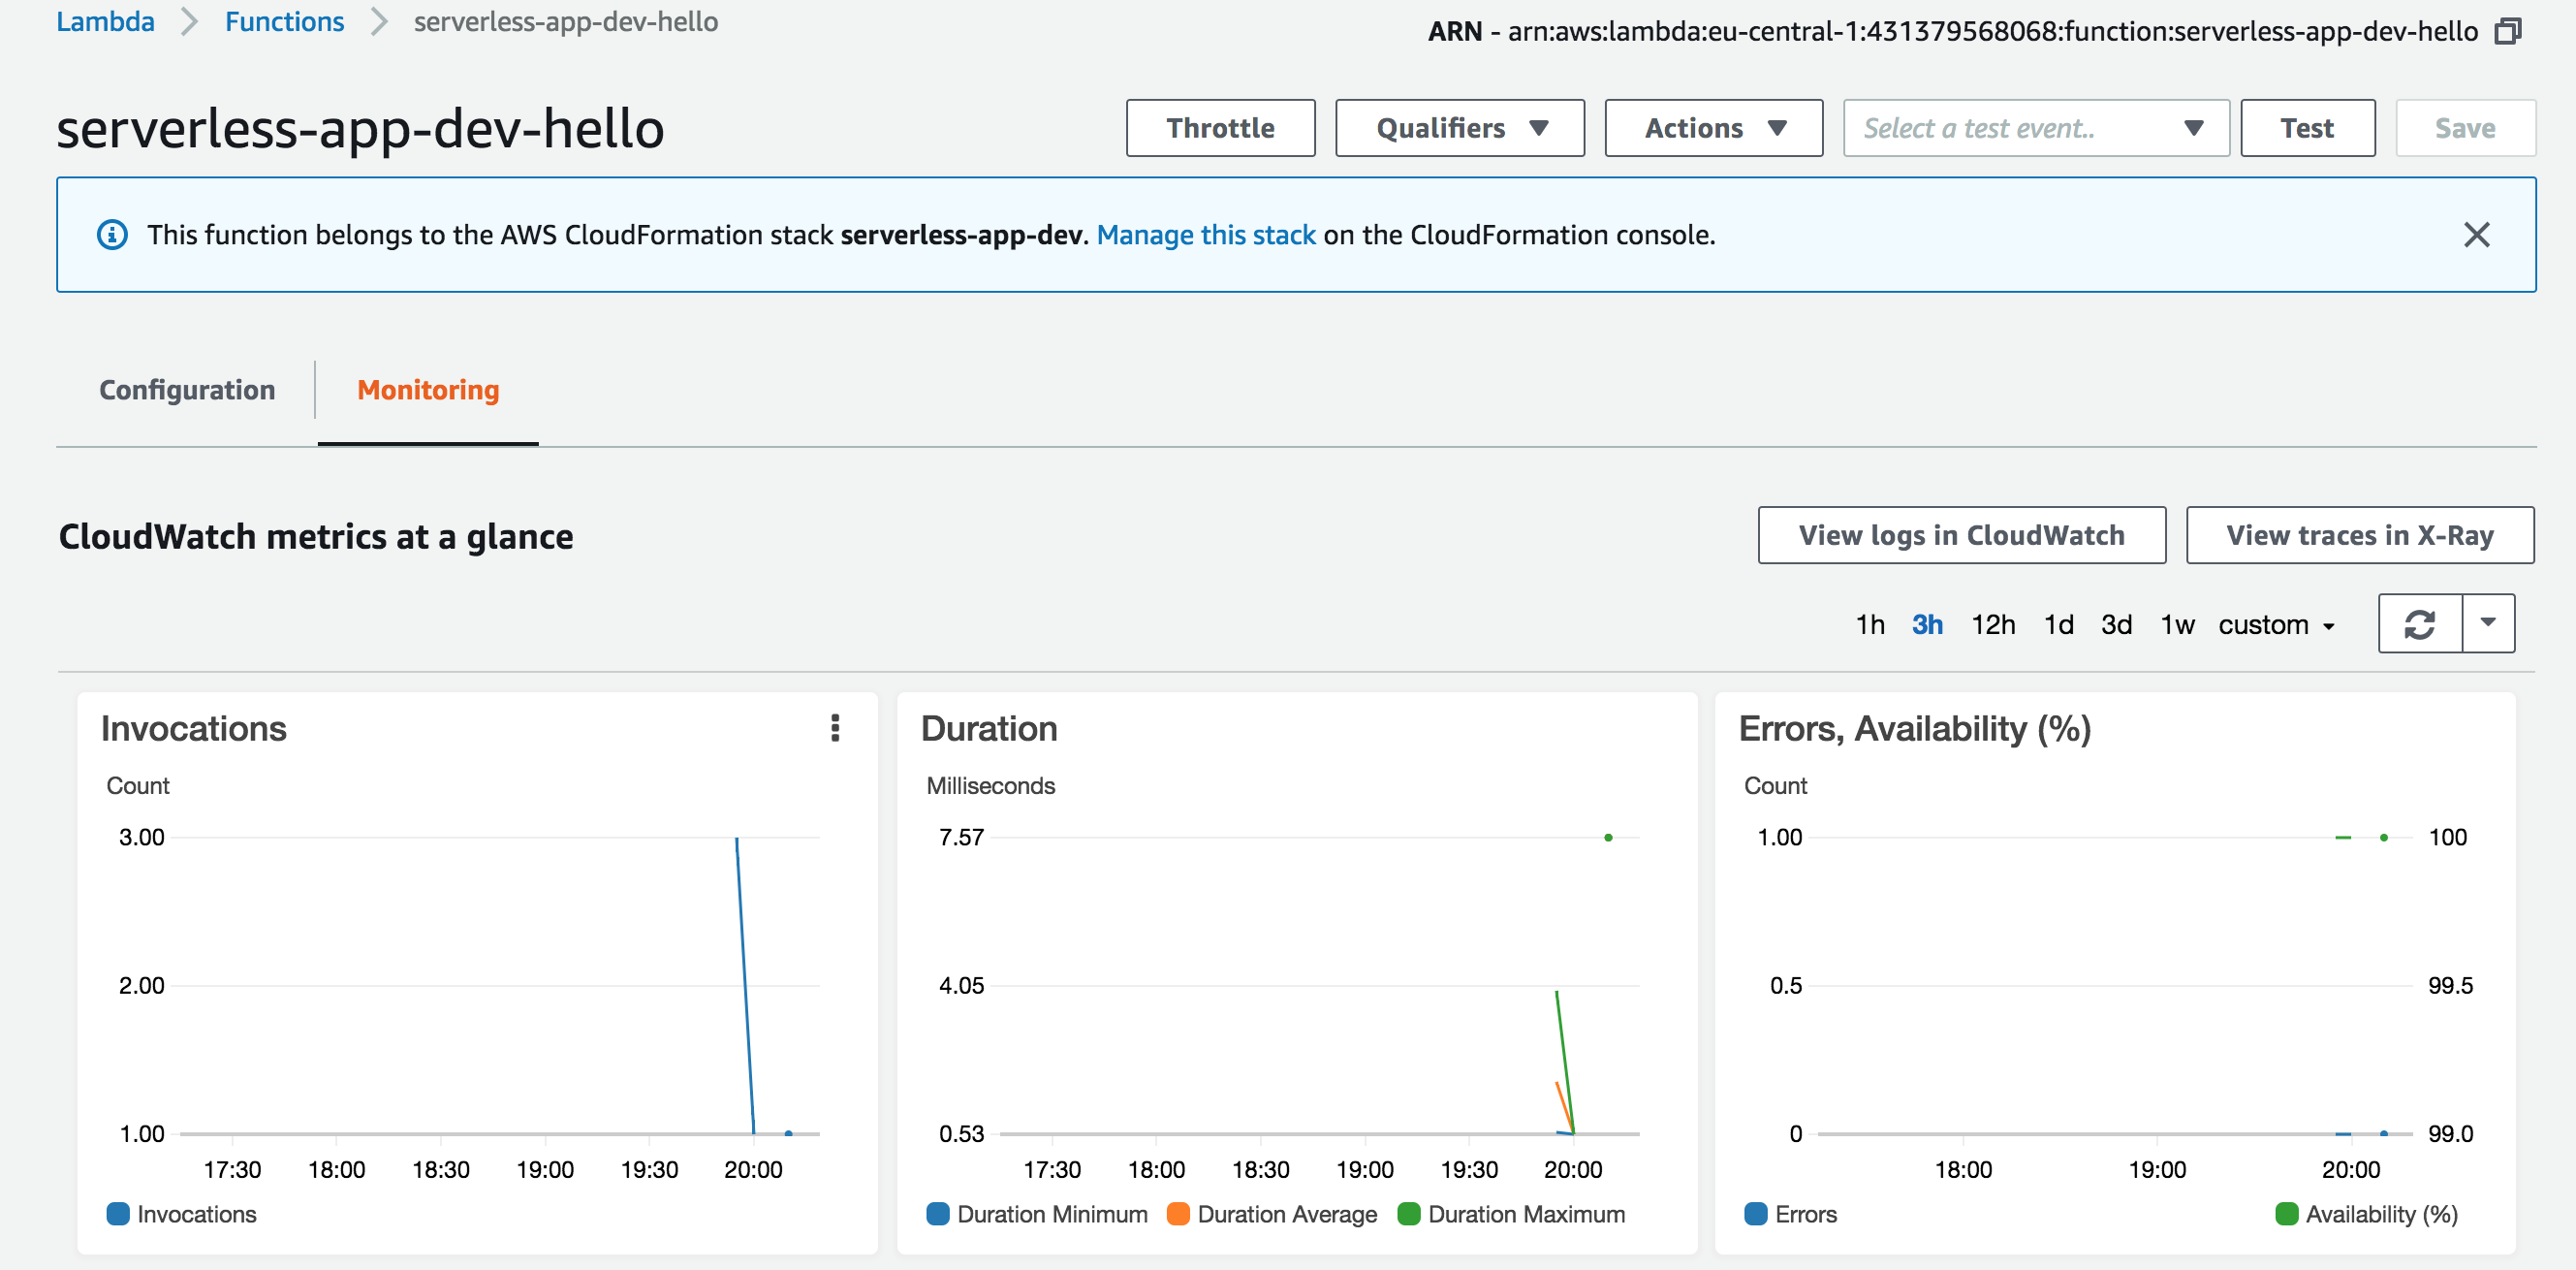 Lambda Functions serverless-app-dev-hello
ARN - arn:aws:lambda:eu-central-1:431379568068:function:serverless-app-dev-hello
serverless-app-dev-hello
Throttle Qualifiers Actions Select a test event.. Test Save
This function belongs to the AWS CloudFormation stack serverless-app-dev. Manage this stack on the CloudFormation console.
Configuration Monitoring
CloudWatch metrics at a glance
View logs in CloudWatch View traces in X-Ray
1h 3h 12h 1d 3d 1w custom
Invocations
Count
3.00
2.00
1.00
17:30 18:00 18:30 19:00 19:30 20:00
Invocations
Duration
Milliseconds
7.57
4.05
0.53
17:30 18:00 18:30 19:00 19:30 20:00
Duration Minimum Duration Average Duration Maximum
Errors, Availability (%)
Count
1.00 100
0.5 99.5
0 99.0
18:00 19:00 20:00
Errors Availability (%)